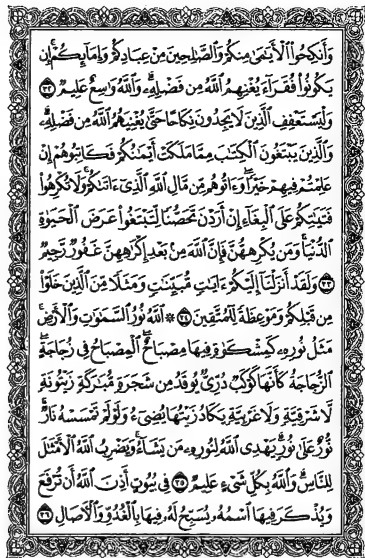 وَأَنكِحُوا۟ ٱلْأَيَـٰمَىٰ مِنكُمْ وَٱلصَّـٰلِحِينَ مِنْ عِبَادِكُمْ وَإِمَآئِكُمْ ۚ إِن
يَكُونُوا۟ فُقَرَآءَ يُغْنِهِمُ ٱللَّهُ مِن فَضْلِهِۦ ۗ وَٱللَّهُ وَٰسِعٌ عَلِيمٌ ٣٢
وَلْيَسْتَعْفِفِ ٱلَّذِينَ لَا يَجِدُونَ نِكَاحًا حَتَّىٰ يُغْنِيَهُمُ ٱللَّهُ مِن فَضْلِهِۦ ۗ
وَٱلَّذِينَ يَبْتَغُونَ ٱلْكِتَـٰبَ مِمَّا مَلَكَتْ أَيْمَـٰنُكُمْ فَكَاتِبُوهُمْ إِنْ
عَلِمْتُمْ فِيهِمْ خَيْرًا ۖ وَءَاتُوهُم مِّن مَّالِ ٱللَّهِ ٱلَّذِىٓ ءَاتَىٰكُمْ ۚ وَلَا تُكْرِهُوا۟
فَتَيَـٰتِكُمْ عَلَى ٱلْبِغَآءِ إِنْ أَرَدْنَ تَحَصُّنًا لِّتَبْتَغُوا۟ عَرَضَ ٱلْحَيَوٰةِ
ٱلدُّنْيَا ۚ وَمَن يُكْرِههُّنَّ فَإِنَّ ٱللَّهَ مِنۢ بَعْدِ إِكْرَٰهِهِنَّ غَفُورٌ رَّحِيمٌ
٣٣ وَلَقَدْ أَنزَلْنَآ إِلَيْكُمْ ءَايَـٰتٍ مُّبَيِّنَـٰتٍ وَمَثَلًا مِّنَ ٱلَّذِينَ خَلَوْا۟
مِن قَبْلِكُمْ وَمَوْعِظَةً لِّلْمُتَّقِينَ ٣٤ ۞ ٱللَّهُ نُورُ ٱلسَّمَـٰوَٰتِ وَٱلْأَرْضِ ۚ
مَثَلُ نُورِهِۦ كَمِشْكَوٰةٍ فِيهَا مِصْبَاحٌ ۖ ٱلْمِصْبَاحُ فِى زُجَاجَةٍ ۖ
ٱلزُّجَاجَةُ كَأَنَّهَا كَوْكَبٌ دُرِّىٌّ يُوقَدُ مِن شَجَرَةٍ مُّبَـٰرَكَةٍ زَيْتُونَةٍ
لَّا شَرْقِيَّةٍ وَلَا غَرْبِيَّةٍ يَكَادُ زَيْتُهَا يُضِىٓءُ وَلَوْ لَمْ تَمْسَسْهُ نَارٌ ۚ
نُّورٌ عَلَىٰ نُورٍ ۗ يَهْدِى ٱللَّهُ لِنُورِهِۦ مَن يَشَآءُ ۚ وَيَضْرِبُ ٱللَّهُ ٱلْأَمْثَـٰلَ
لِلنَّاسِ ۗ وَٱللَّهُ بِكُلِّ شَىْءٍ عَلِيمٌ ٣٥ فِى بُيُوتٍ أَذِنَ ٱللَّهُ أَن تُرْفَعَ
وَيُذْكَرَ فِيهَا ٱسْمُهُۥ يُسَبِّحُ لَهُۥ فِيهَا بِٱلْغُدُوِّ وَٱلْـَٔاصَالِ ٣٦